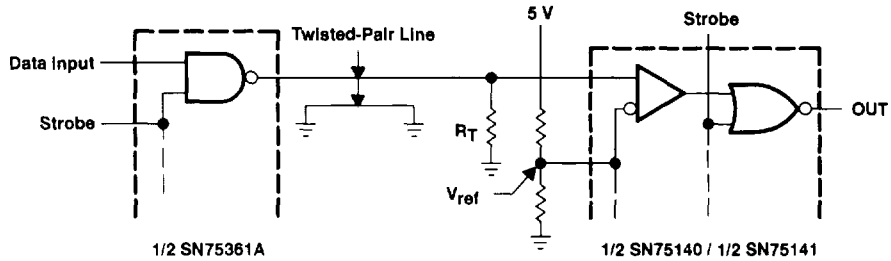 Strobe
5 V
Twisted-Pair Line
Data Input
OUT
Strobe
RT
Vref
1/2 SN75361A
1/2 SN75140 / 1/2 SN75141